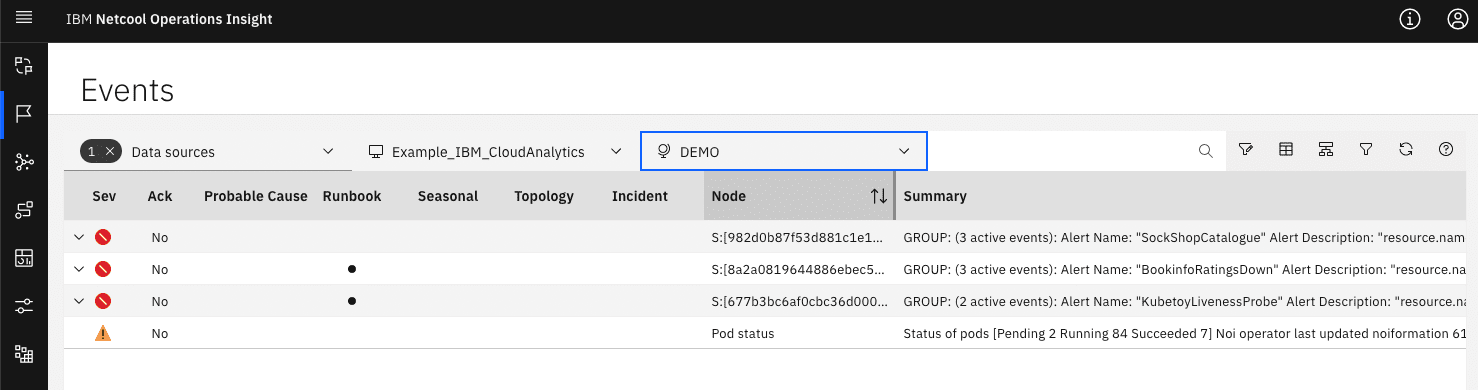 IBM Netcool Operations Insight
Events
1 × Data sources Example_IBM_CloudAnalytics DEMO
Sev Ack Probable Cause Runbook Seasonal Topology Incident Node Summary
No S:[982d0b87f53d881c1e1... GROUP: (3 active events): Alert Name: "SockShopCatalogue" Alert Description: "resource.nam
No S:[8a2a0819644886ebec5... GROUP: (3 active events): Alert Name: "BookinfoRatingsDown" Alert Description: "resource.na
No S:[677b3bc6af0cbc36d000... GROUP: (2 active events): Alert Name: "KubetoyLivenessProbe" Alert Description: "resource.na
No Pod status Status of pods [Pending 2 Running 84 Succeeded 7] Noi operator last updated noiformation 61